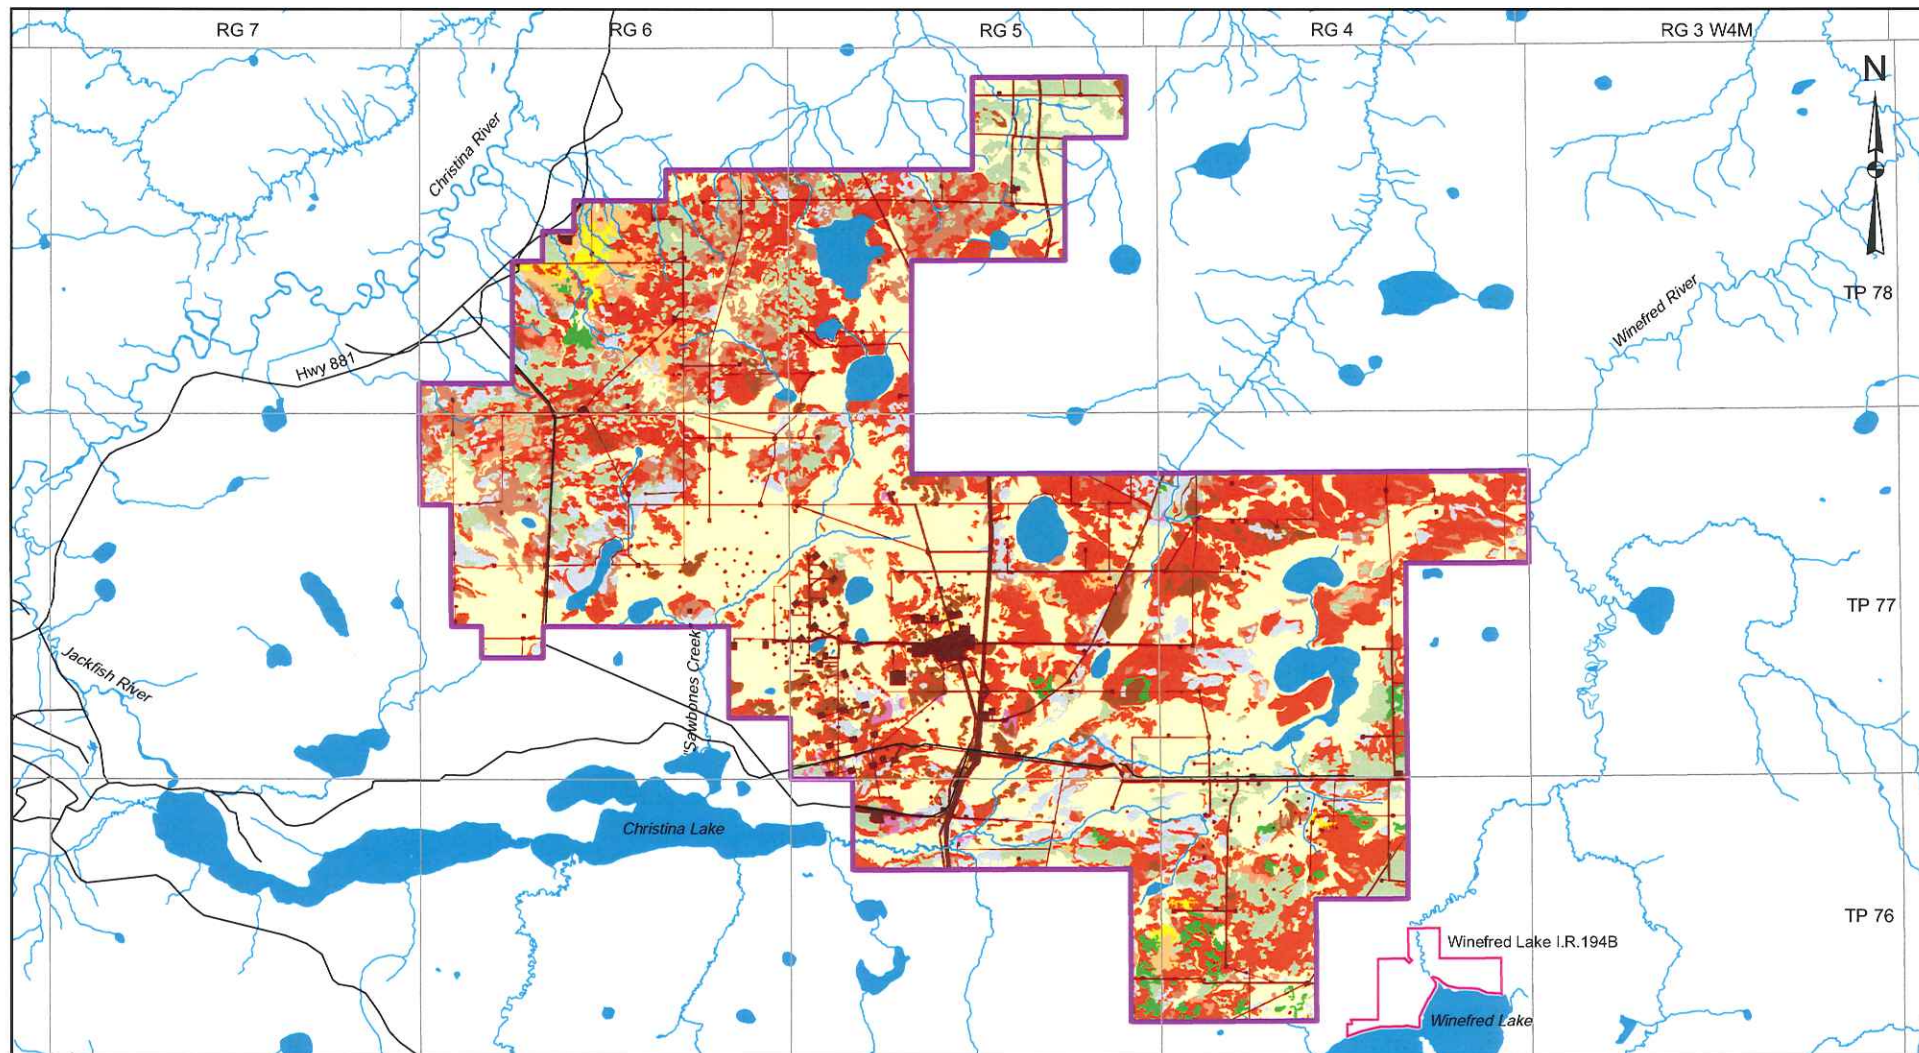 RG 7
RG 6
RG 5
RG 4
RG 3 W4M
N
Christina River
TP 78
Winefred River
Hwy 881
TP 77
"Sawbones Creek"
Jackfish River
Christina Lake
TP 76
Winefred Lake I.R.194B
Winefred Lake